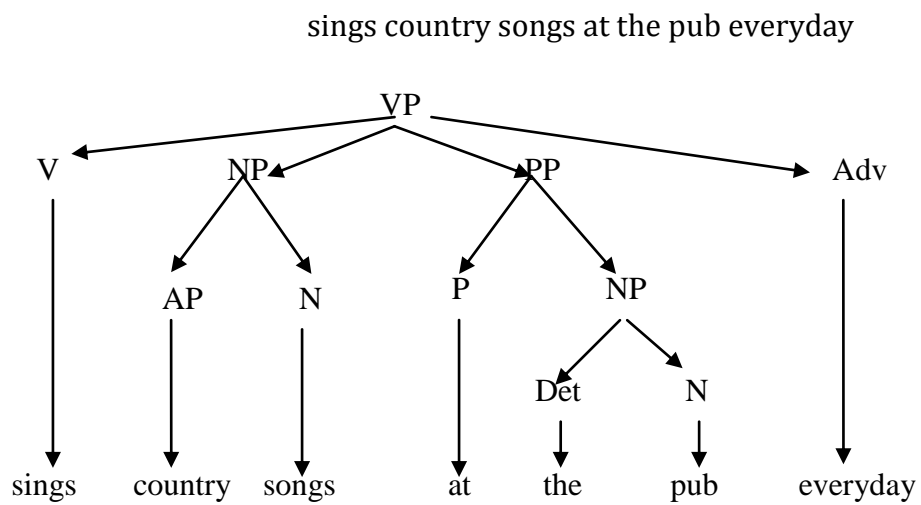 sings country songs at the pub everyday
VP
V NP PP Adv
AP N P NP
Det N
sings country songs at the pub everyday